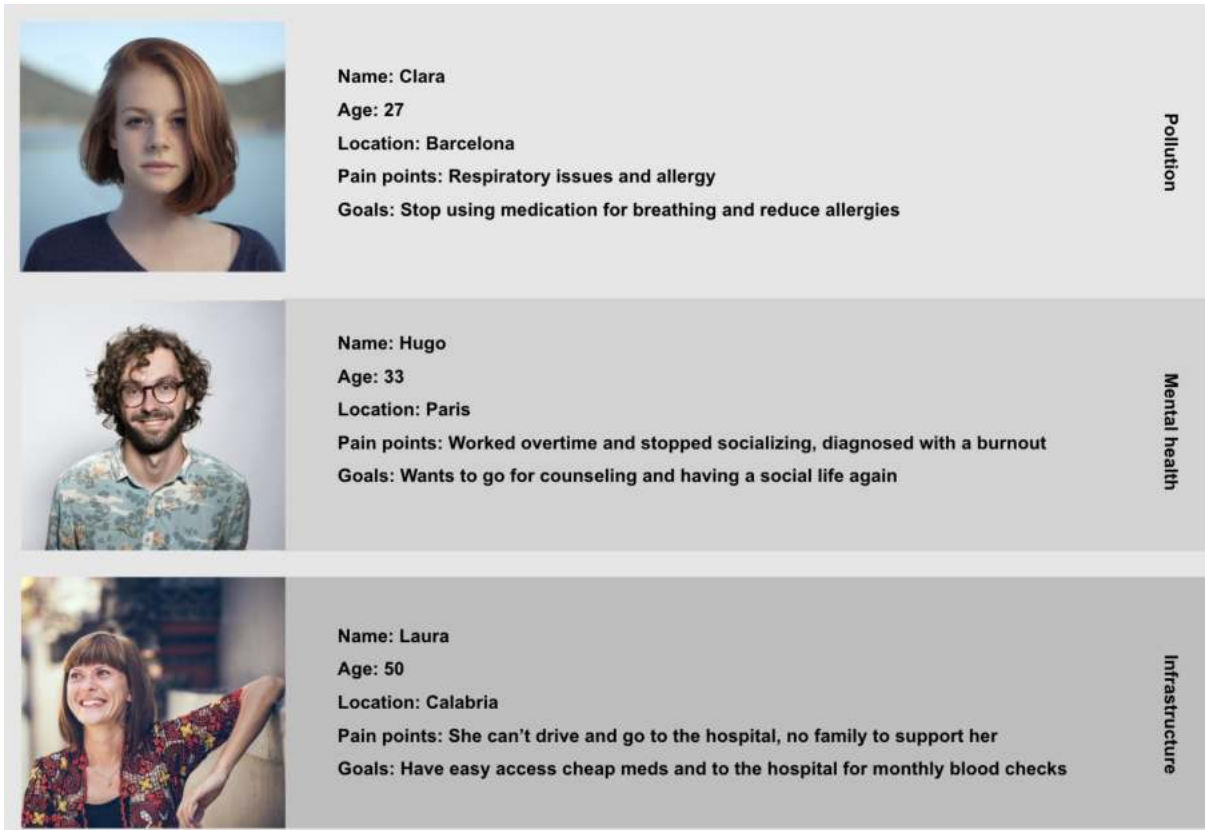 Name: Clara
Age: 27
Location: Barcelona
Pain points: Respiratory issues and allergy
Goals: Stop using medication for breathing and reduce allergies
Pollution
Name: Hugo
Age: 33
Location: Paris
Pain points: Worked overtime and stopped socializing, diagnosed with a burnout
Goals: Wants to go for counseling and having a social life again
Mental health
Name: Laura
Age: 50
Location: Calabria
Pain points: She can’t drive and go to the hospital, no family to support her
Goals: Have easy access cheap meds and to the hospital for monthly blood checks
Infrastructure